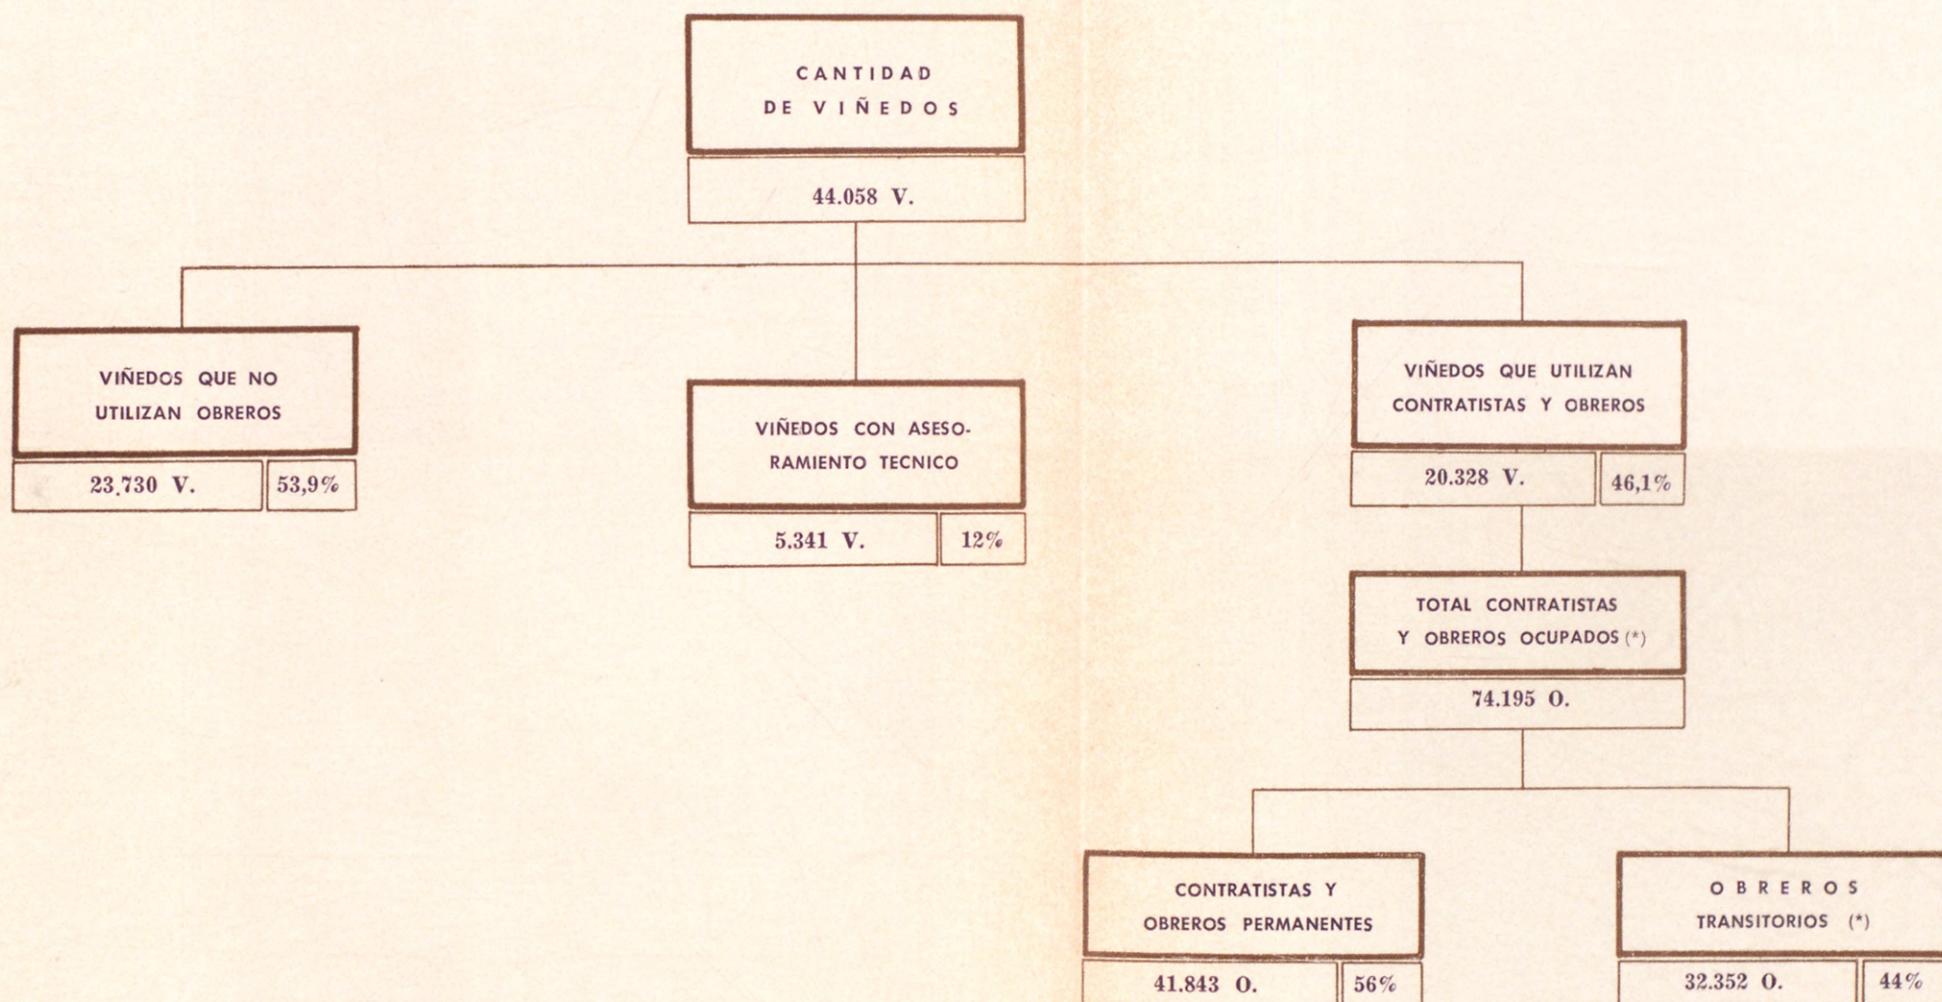 CANTIDAD
DE VIÑEDOS
44.058 V.
VIÑEDOS QUE NO
UTILIZAN OBREROS
23.730 V. 53,9%
VIÑEDOS CON ASESO-
RAMIENTO TECNICO
5.341 V. 12%
VIÑEDOS QUE UTILIZAN
CONTRATISTAS Y OBREROS
20.328 V. 46,1%
TOTAL CONTRATISTAS
Y OBREROS OCUPADOS (*)
74.195 O.
CONTRATISTAS Y
OBREROS PERMANENTES
41.843 O. 56%
OBREROS
TRANSITORIOS (*)
32.352 O. 44%